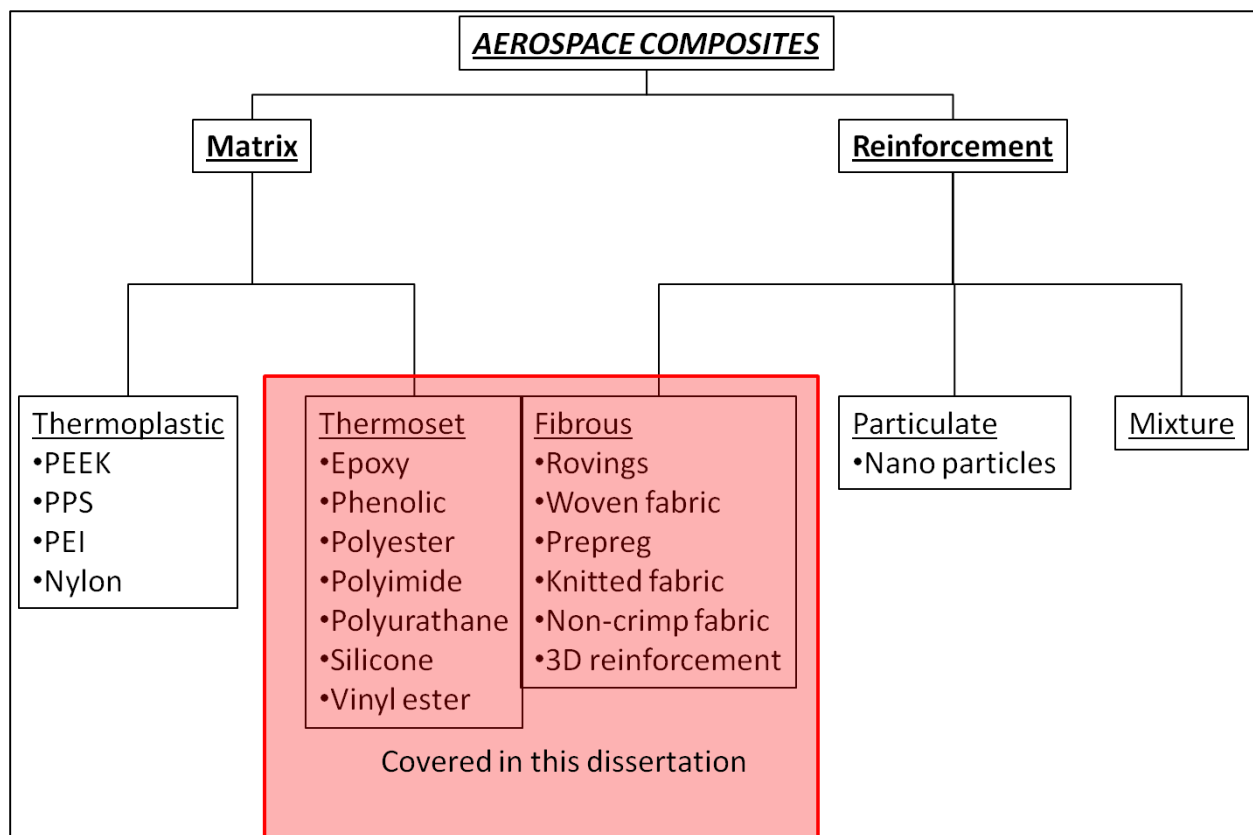 AEROSPACE COMPOSITES
Matrix
Reinforcement
Thermoplastic
•PEEK
•PPS
•PEI
•Nylon
Thermoset
•Epoxy
•Phenolic
•Polyester
•Polyimide
•Polyurathane
•Silicone
•Vinyl ester
Fibrous
•Rovings
•Woven fabric
•Prepreg
•Knitted fabric
•Non-crimp fabric
•3D reinforcement
Particulate
•Nano particles
Mixture
Covered in this dissertation